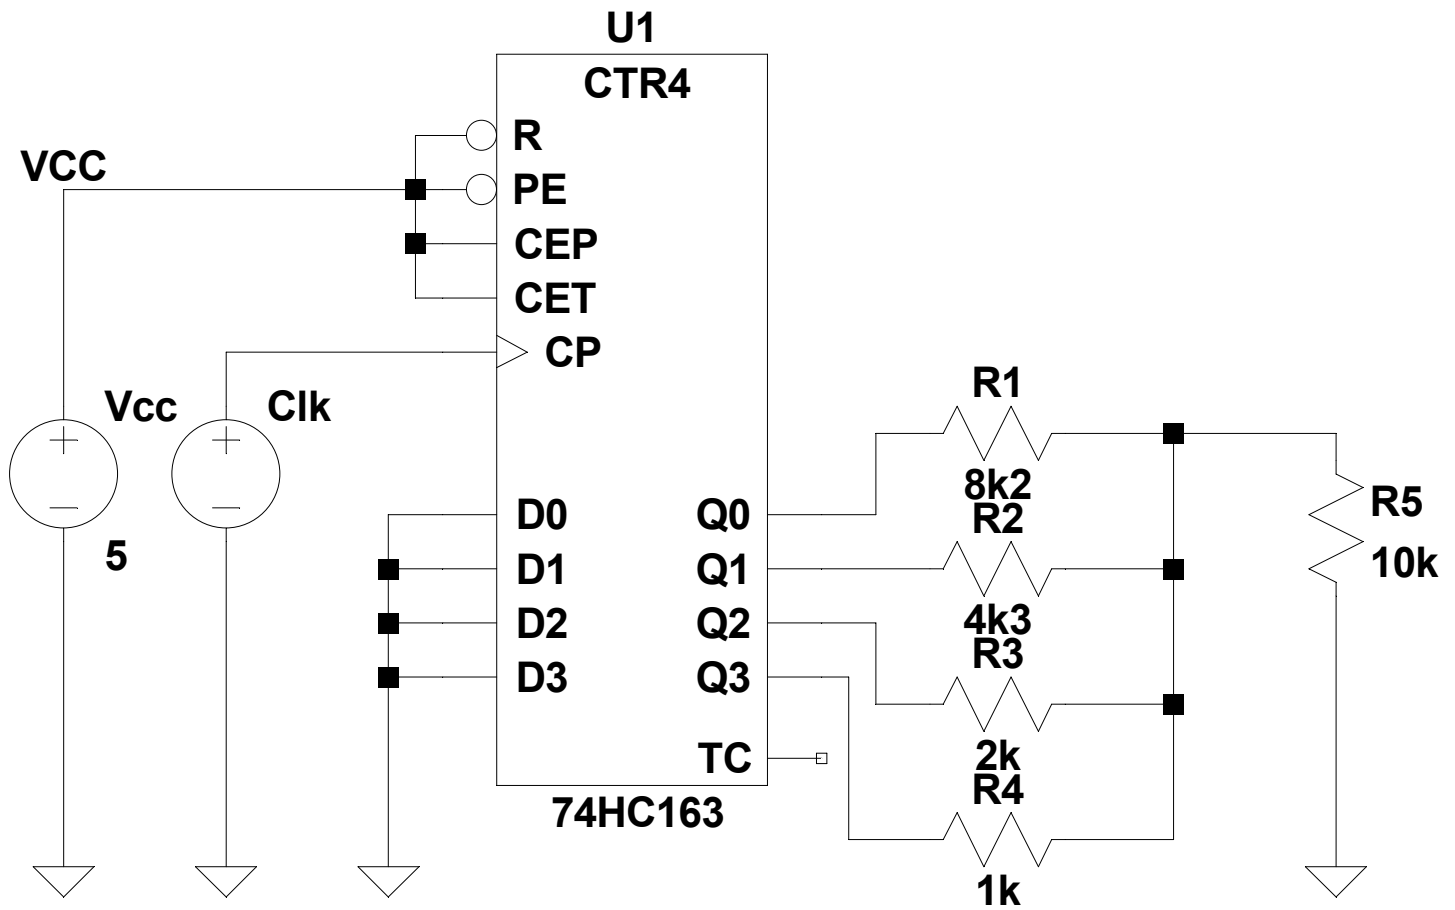 U1
CTR4
R
VCC
PE
CEP
CET
CP
Vcc
Clk
5
D0
D1
D2
D3
Q0
Q1
Q2
Q3
TC
74HC163
R1
8k2
R2
4k3
R3
2k
R4
1k
R5
10k